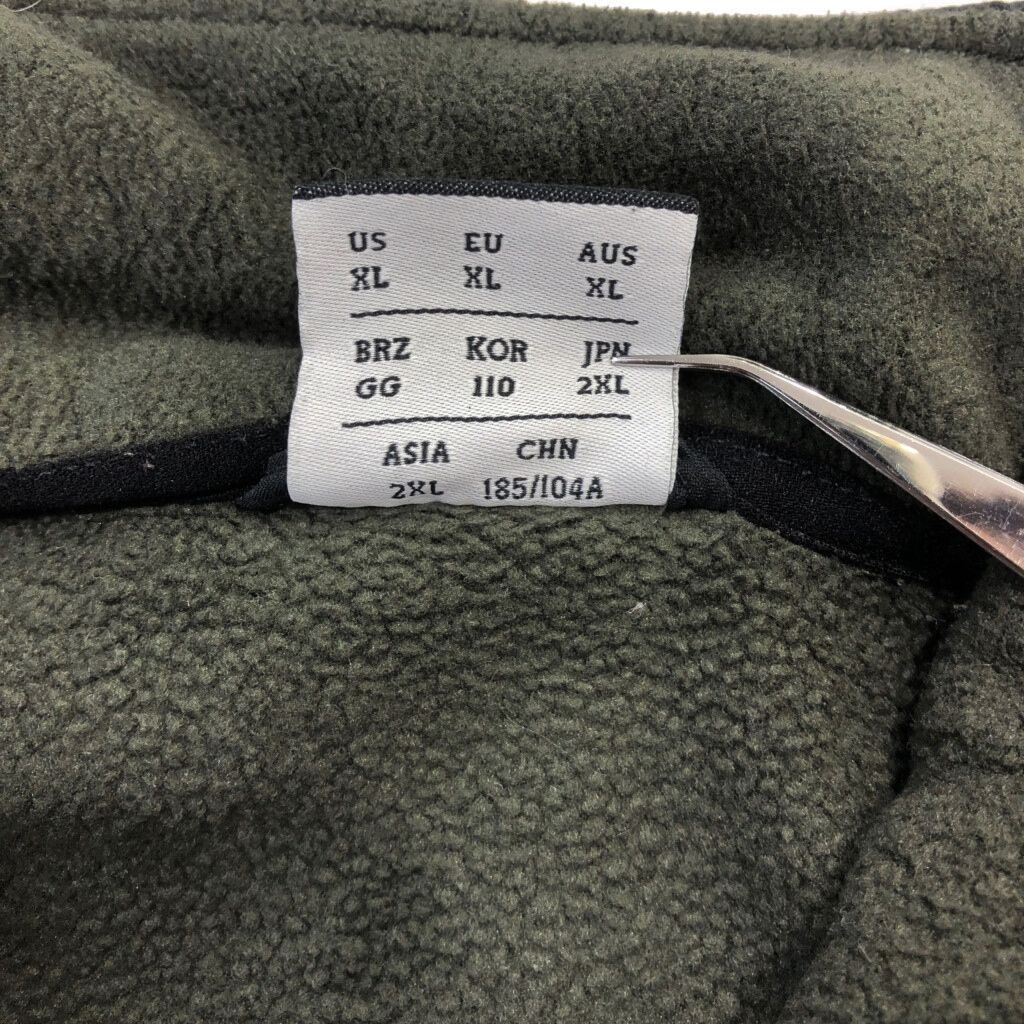 US EU AUS
XL XL XL
BRZ KOR JPN
GG 110 2XL
ASIA CHN
2XL 185/104A